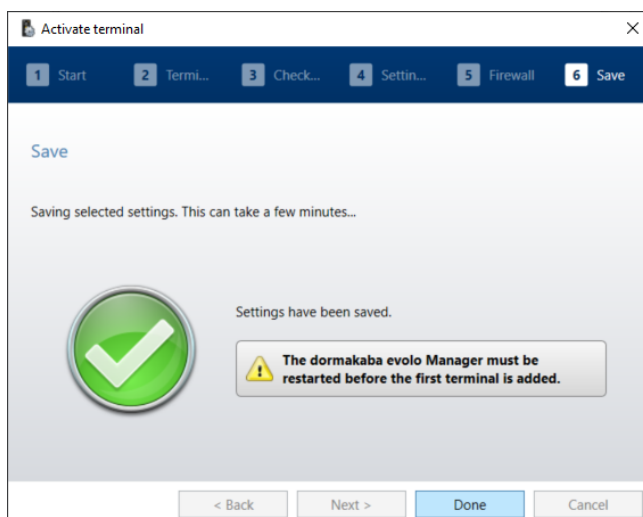 Activate terminal
1 Start 2 Termi... 3 Check... 4 Settin... 5 Firewall 6 Save
Save
Saving selected settings. This can take a few minutes...
Settings have been saved.
The dormakaba evolo Manager must be
restarted before the first terminal is added.
< Back Next > Done Cancel